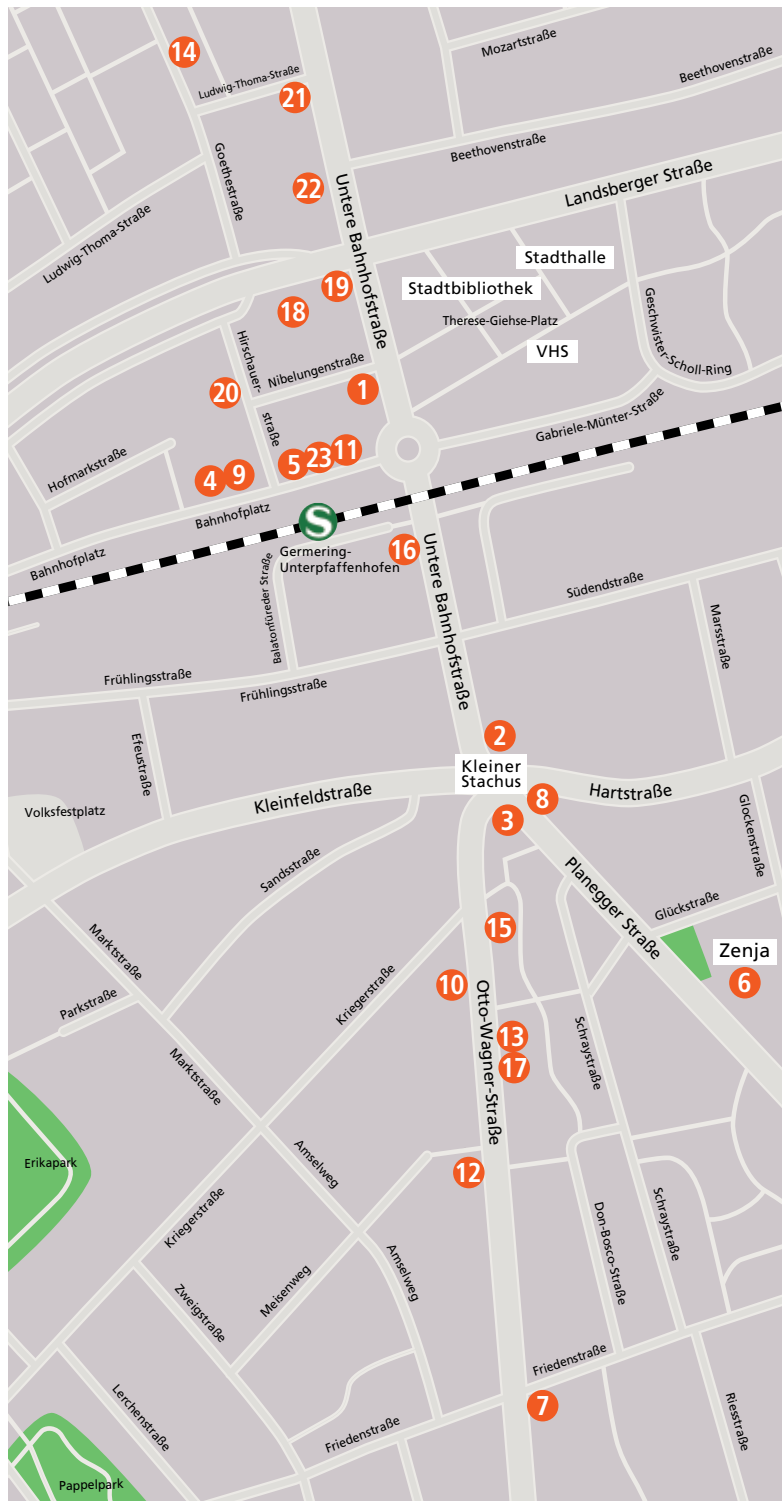 14
Mozartstraße
Ludwig-Thoma-Straße
Beethovenstraße
21
Goethestraße
Beethovenstraße
22
Untere Bahnhofstraße
Landsberger Straße
Ludwig-Thoma-Straße
Stadthalle
19
Stadtbibliothek
18
Therese-Giehse-Platz
Geschwister-Scholl-Ring
Hirschauer-
straße
VHS
Nibelungenstraße
20
1
Gabriele-Münter-Straße
Hofmarkstraße
4
9
5
23
11
Bahnhofplatz
S
Bahnhofplatz
Germering-
Unterpfaffenhofen
16
Untere Bahnhofstraße
Balatonfüreder Straße
Südendstraße
Marsstraße
Frühlingsstraße
Frühlingsstraße
Efeustraße
2
Kleiner
Stachus
Kleinfeldstraße
8
Hartstraße
Volksfestplatz
3
Glockenstraße
Sandsstraße
Planegger Straße
Glückstraße
Marktstraße
15
Zenja
6
10
Kriegerstraße
Otto-Wagner-Straße
Parkstraße
13
Schraystraße
17
Marktstraße
Erikapark
Amselweg
12
Kriegerstraße
Don-Bosco-Straße
Schraystraße
Amselweg
Meisenweg
Zweigstraße
Friedenstraße
7
Lerchenstraße
Friedenstraße
Riesstraße
Pappelpark